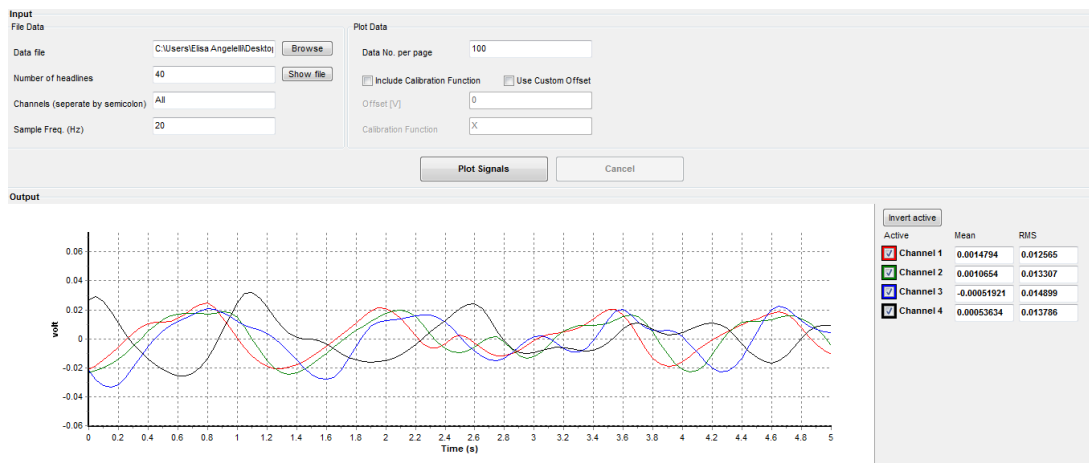 Input
File Data
Data file C:\Users\Elisa Angelelli\Desktop Browse
Number of headlines 40 Show file
Channels (seperate by semicolon) All
Sample Freq. (Hz) 20
Plot Data
Data No. per page 100
Include Calibration Function Use Custom Offset
Offset [V] 0
Calibration Function X
Plot Signals Cancel
Output
volt
0.06
0.04
0.02
0
-0.02
-0.04
-0.06
0 0.2 0.4 0.6 0.8 1 1.2 1.4 1.6 1.8 2 2.2 2.4 2.6 2.8 3 3.2 3.4 3.6 3.8 4 4.2 4.4 4.6 4.8 5
Time (s)
Invert active
Active Mean RMS
Channel 1 0.0014794 0.012565
Channel 2 0.0010654 0.013307
Channel 3 -0.00051921 0.014899
Channel 4 0.00053634 0.013786